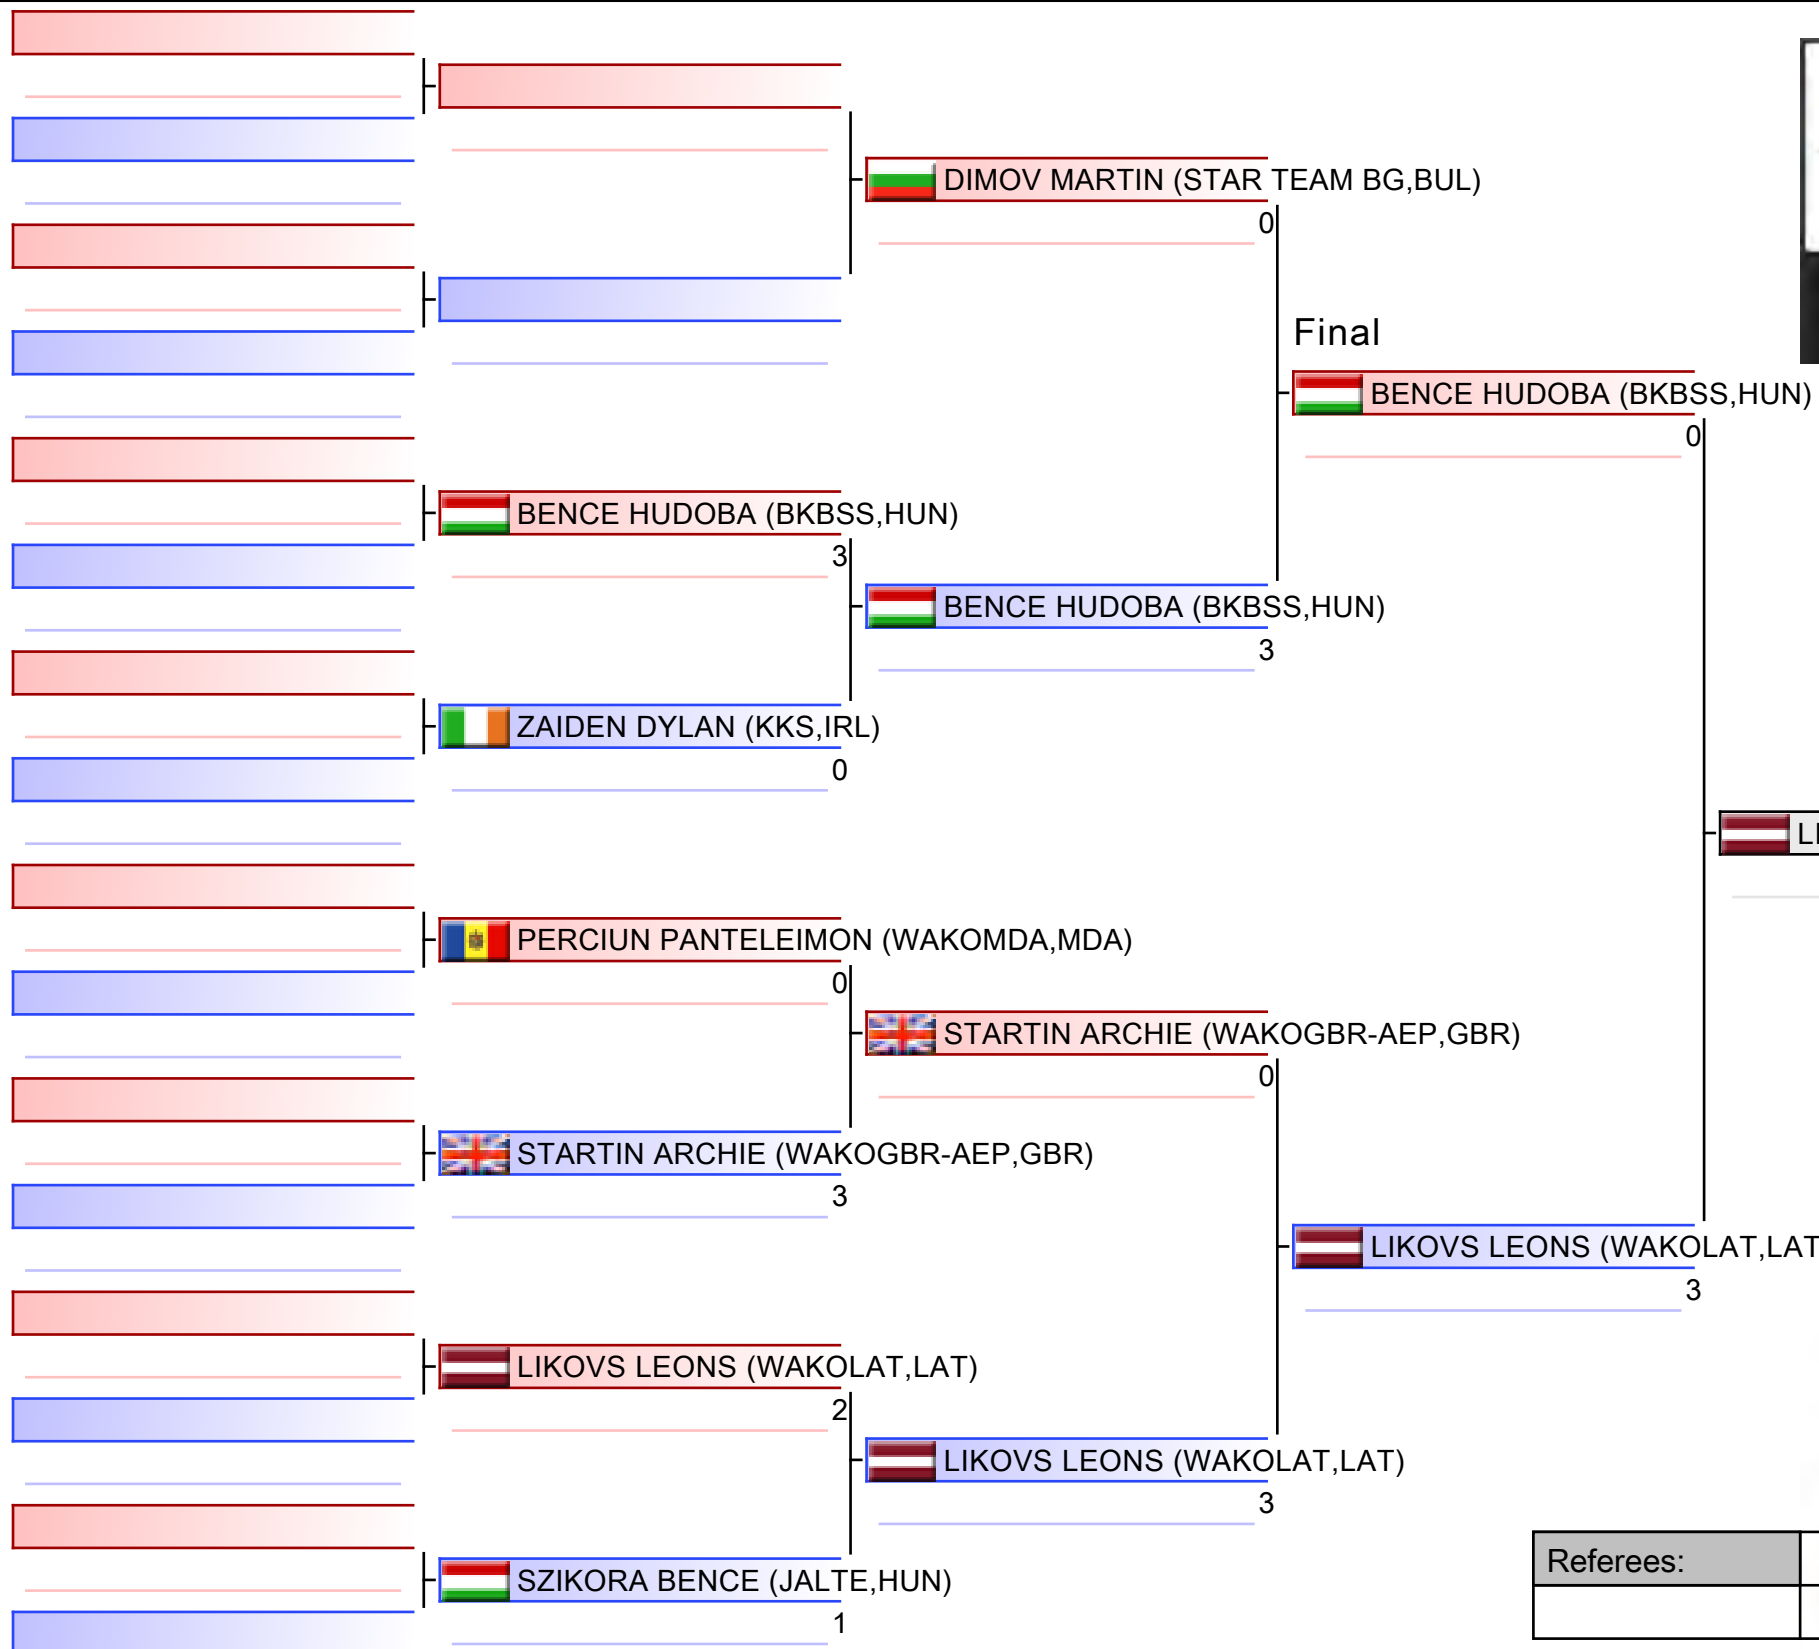 DIMOV MARTIN (STAR TEAM BG,BUL)
0
Final
BENCE HUDOBA (BKBSS,HUN)
0
BENCE HUDOBA (BKBSS,HUN)
3
BENCE HUDOBA (BKBSS,HUN)
3
ZAIDEN DYLAN (KKS,IRL)
0
PERCIUN PANTELEIMON (WAKOMDA,MDA)
0
STARTIN ARCHIE (WAKOGBR-AEP,GBR)
0
STARTIN ARCHIE (WAKOGBR-AEP,GBR)
3
LIKOVS LEONS (WAKOLAT,LAT
3
LIKOVS LEONS (WAKOLAT,LAT)
2
LIKOVS LEONS (WAKOLAT,LAT)
3
Referees:
SZIKORA BENCE (JALTE,HUN)
1